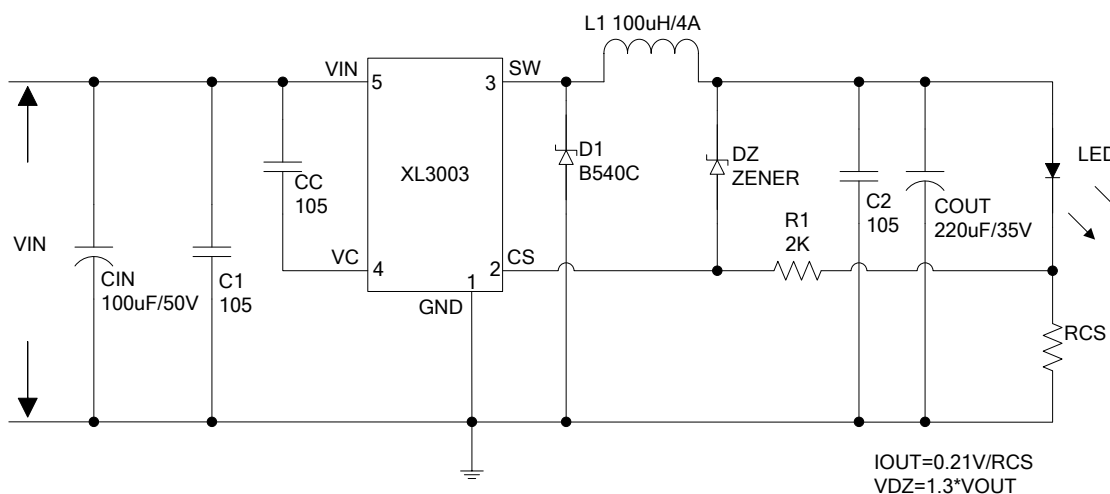 L1 100uH/4A
VIN
5
3
SW
XL3003
D1
B540C
DZ
ZENER
LED
CC
105
C2
105
COUT
220uF/35V
R1
2K
VIN
VC
4
2
CS
CIN
100uF/50V
C1
105
1
GND
RCS
IOUT=0.21V/RCS
VDZ=1.3*VOUT